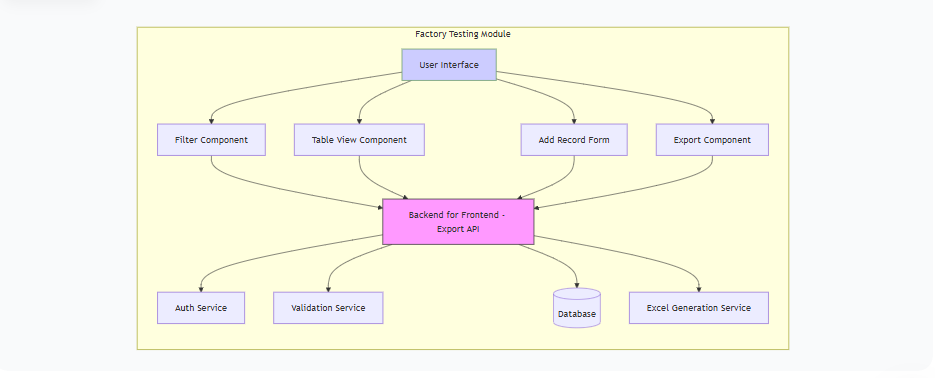 Factory Testing Module
User Interface
Filter Component
Table View Component
Add Record Form
Export Component
Backend for Frontend -
Export API
Auth Service
Validation Service
Database
Excel Generation Service